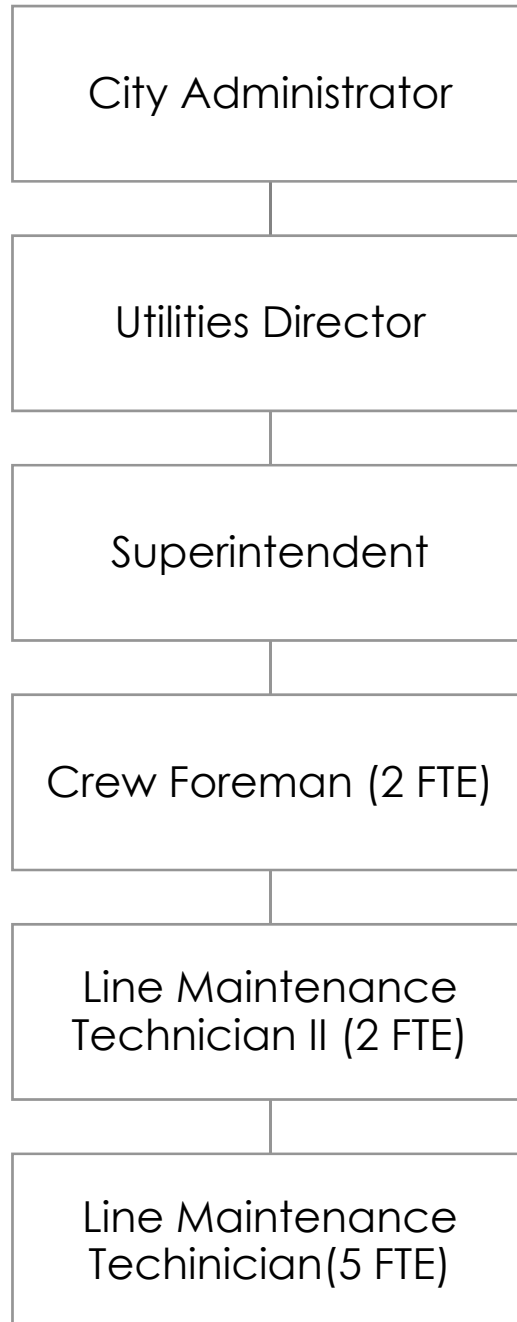 City Administrator
Utilities Director
Superintendent
Crew Foreman (2 FTE)
Line Maintenance
Technician II (2 FTE)
Line Maintenance
Techinician(5 FTE)